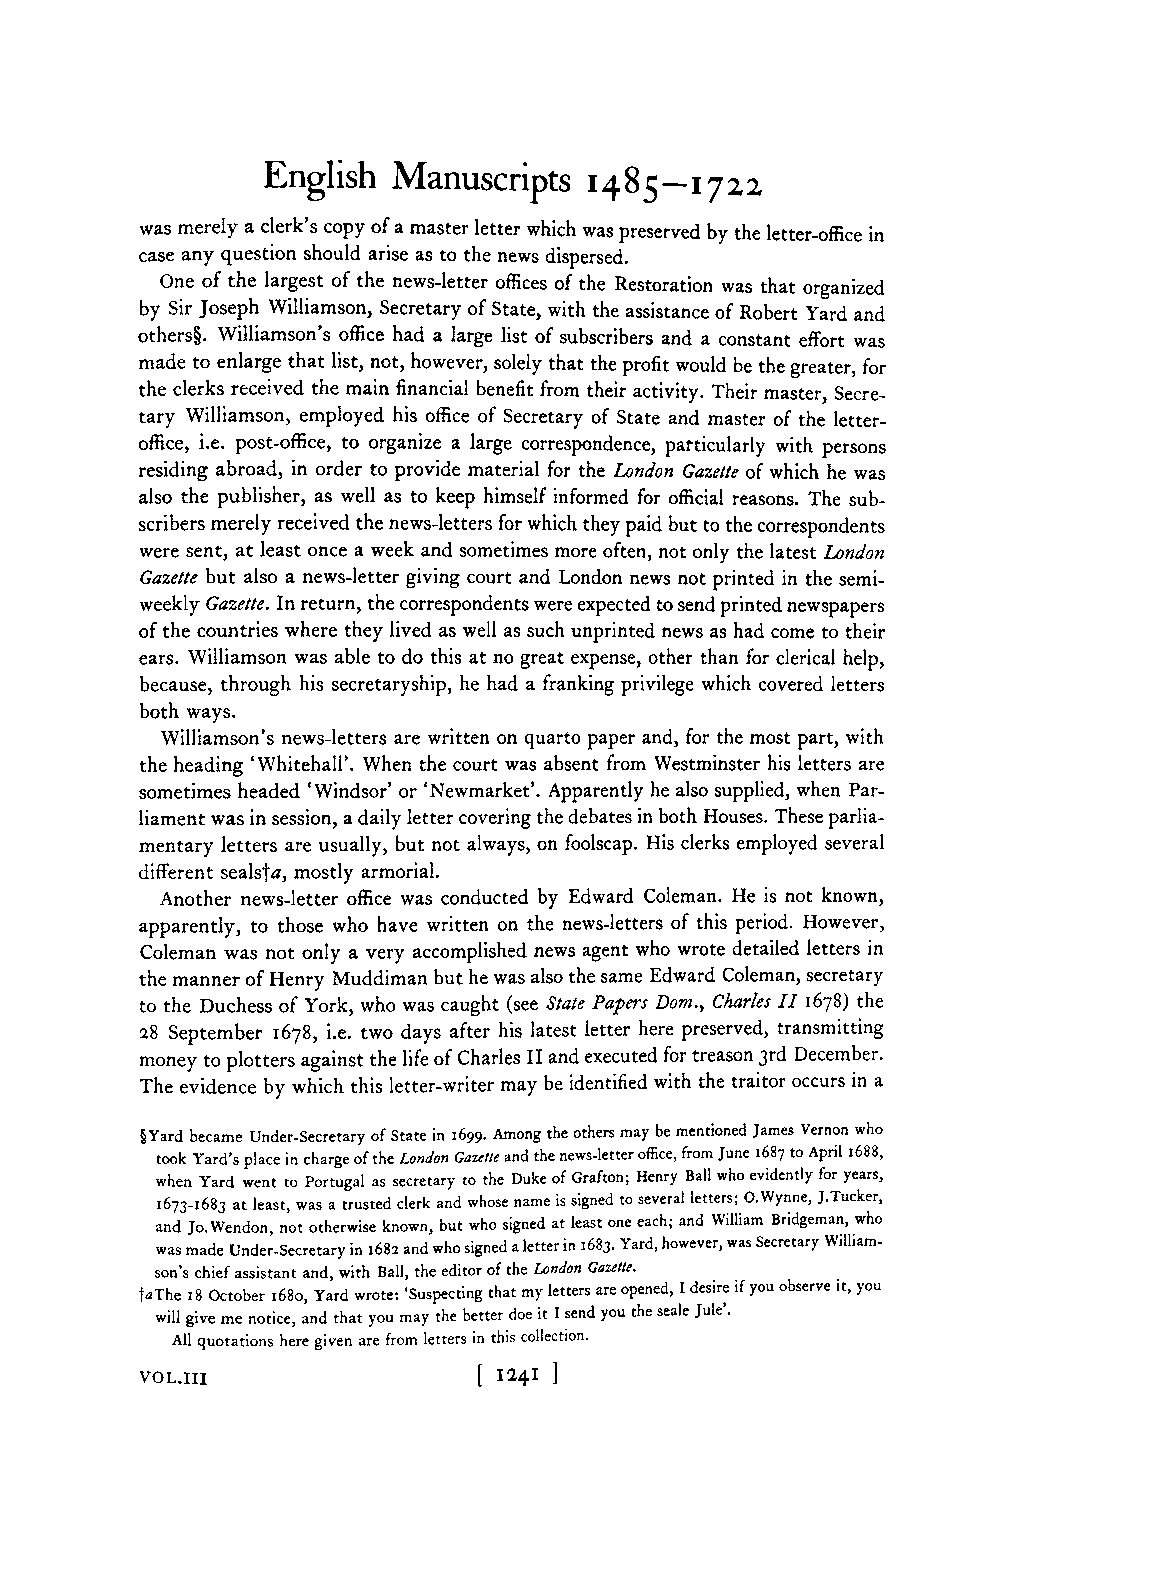 English Manuscripts 1485—1722
was merely a clerk's copy of a master letter which was preserved by the letter-office in
case any question should arise as to the news dispersed.
One of the largest of the news-letter offices of the Restoration was that organized
by Sir Joseph Williamson, Secretary of State, with the assistance of Robert Yard and
others§. Williamson's office had a large list of subscribers and a constant effort was
made to enlarge that list, not, however, solely that the profit would be the greater, for
the clerks received the main financial benefit from their activity. Their master, Secre-
tary Williamson, employed his office of Secretary of State and master of the letter-
office, i.e. post-office, to organize a large correspondence, particularly with persons
residing abroad, in order to provide material for the London Gazette of which he was
also the publisher, as well as to keep himself informed for official reasons. The sub-
scribers merely received the news-letters for which they paid but to the correspondents
were sent, at least once a week and sometimes more often, not only the latest London
Gazette but also a news-letter giving court and London news not printed in the semi-
weekly Gazette. In return, the correspondents were expected to send printed newspapers
of the countries where they lived as well as such unprinted news as had come to their
ears. Williamson was able to do this at no great expense, other than for clerical help,
because, through his secretaryship, he had a franking privilege which covered letters
both ways.
Williamson's news-letters are written on quarto paper and, for the most part, with
the heading 'Whitehall'. When the court was absent from Westminster his letters are
sometimes headed 'Windsor' or 'Newmarket'. Apparently he also supplied, when Par-
liament was in session, a daily letter covering the debates in both Houses. These parlia-
mentary letters are usually, but not always, on foolscap. His clerks employed several
different seals†a, mostly armorial.
Another news-letter office was conducted by Edward Coleman. He is not known,
apparently, to those who have written on the news-letters of this period. However,
Coleman was not only a very accomplished news agent who wrote detailed letters in
the manner of Henry Muddiman but he was also the same Edward Coleman, secretary
to the Duchess of York, who was caught (see State Papers Dom., Charles II 1678) the
28 September 1678, i.e. two days after his latest letter here preserved, transmitting
money to plotters against the life of Charles II and executed for treason 3rd December.
The evidence by which this letter-writer may be identified with the traitor occurs in a
§Yard became Under-Secretary of State in 1699. Among the others may be mentioned James Vernon who
took Yard's place in charge of the London Gazette and the news-letter office, from June 1687 to April 1688,
when Yard went to Portugal as secretary to the Duke of Grafton; Henry Ball who evidently for years,
1673-1683 at least, was a trusted clerk and whose name is signed to several letters; O.Wynne, J.Tucker,
and Jo.Wendon, not otherwise known, but who signed at least one each; and William Bridgeman, who
was made Under-Secretary in 1682 and who signed a letter in 1683. Yard, however, was Secretary William-
son's chief assistant and, with Ball, the editor of the London Gazette.
†aThe 18 October 1680, Yard wrote: 'Suspecting that my letters are opened, I desire if you observe it, you
will give me notice, and that you may the better doe it I send you the seale Jule'.
All quotations here given are from letters in this collection.
VOL.III [ 1241 ]